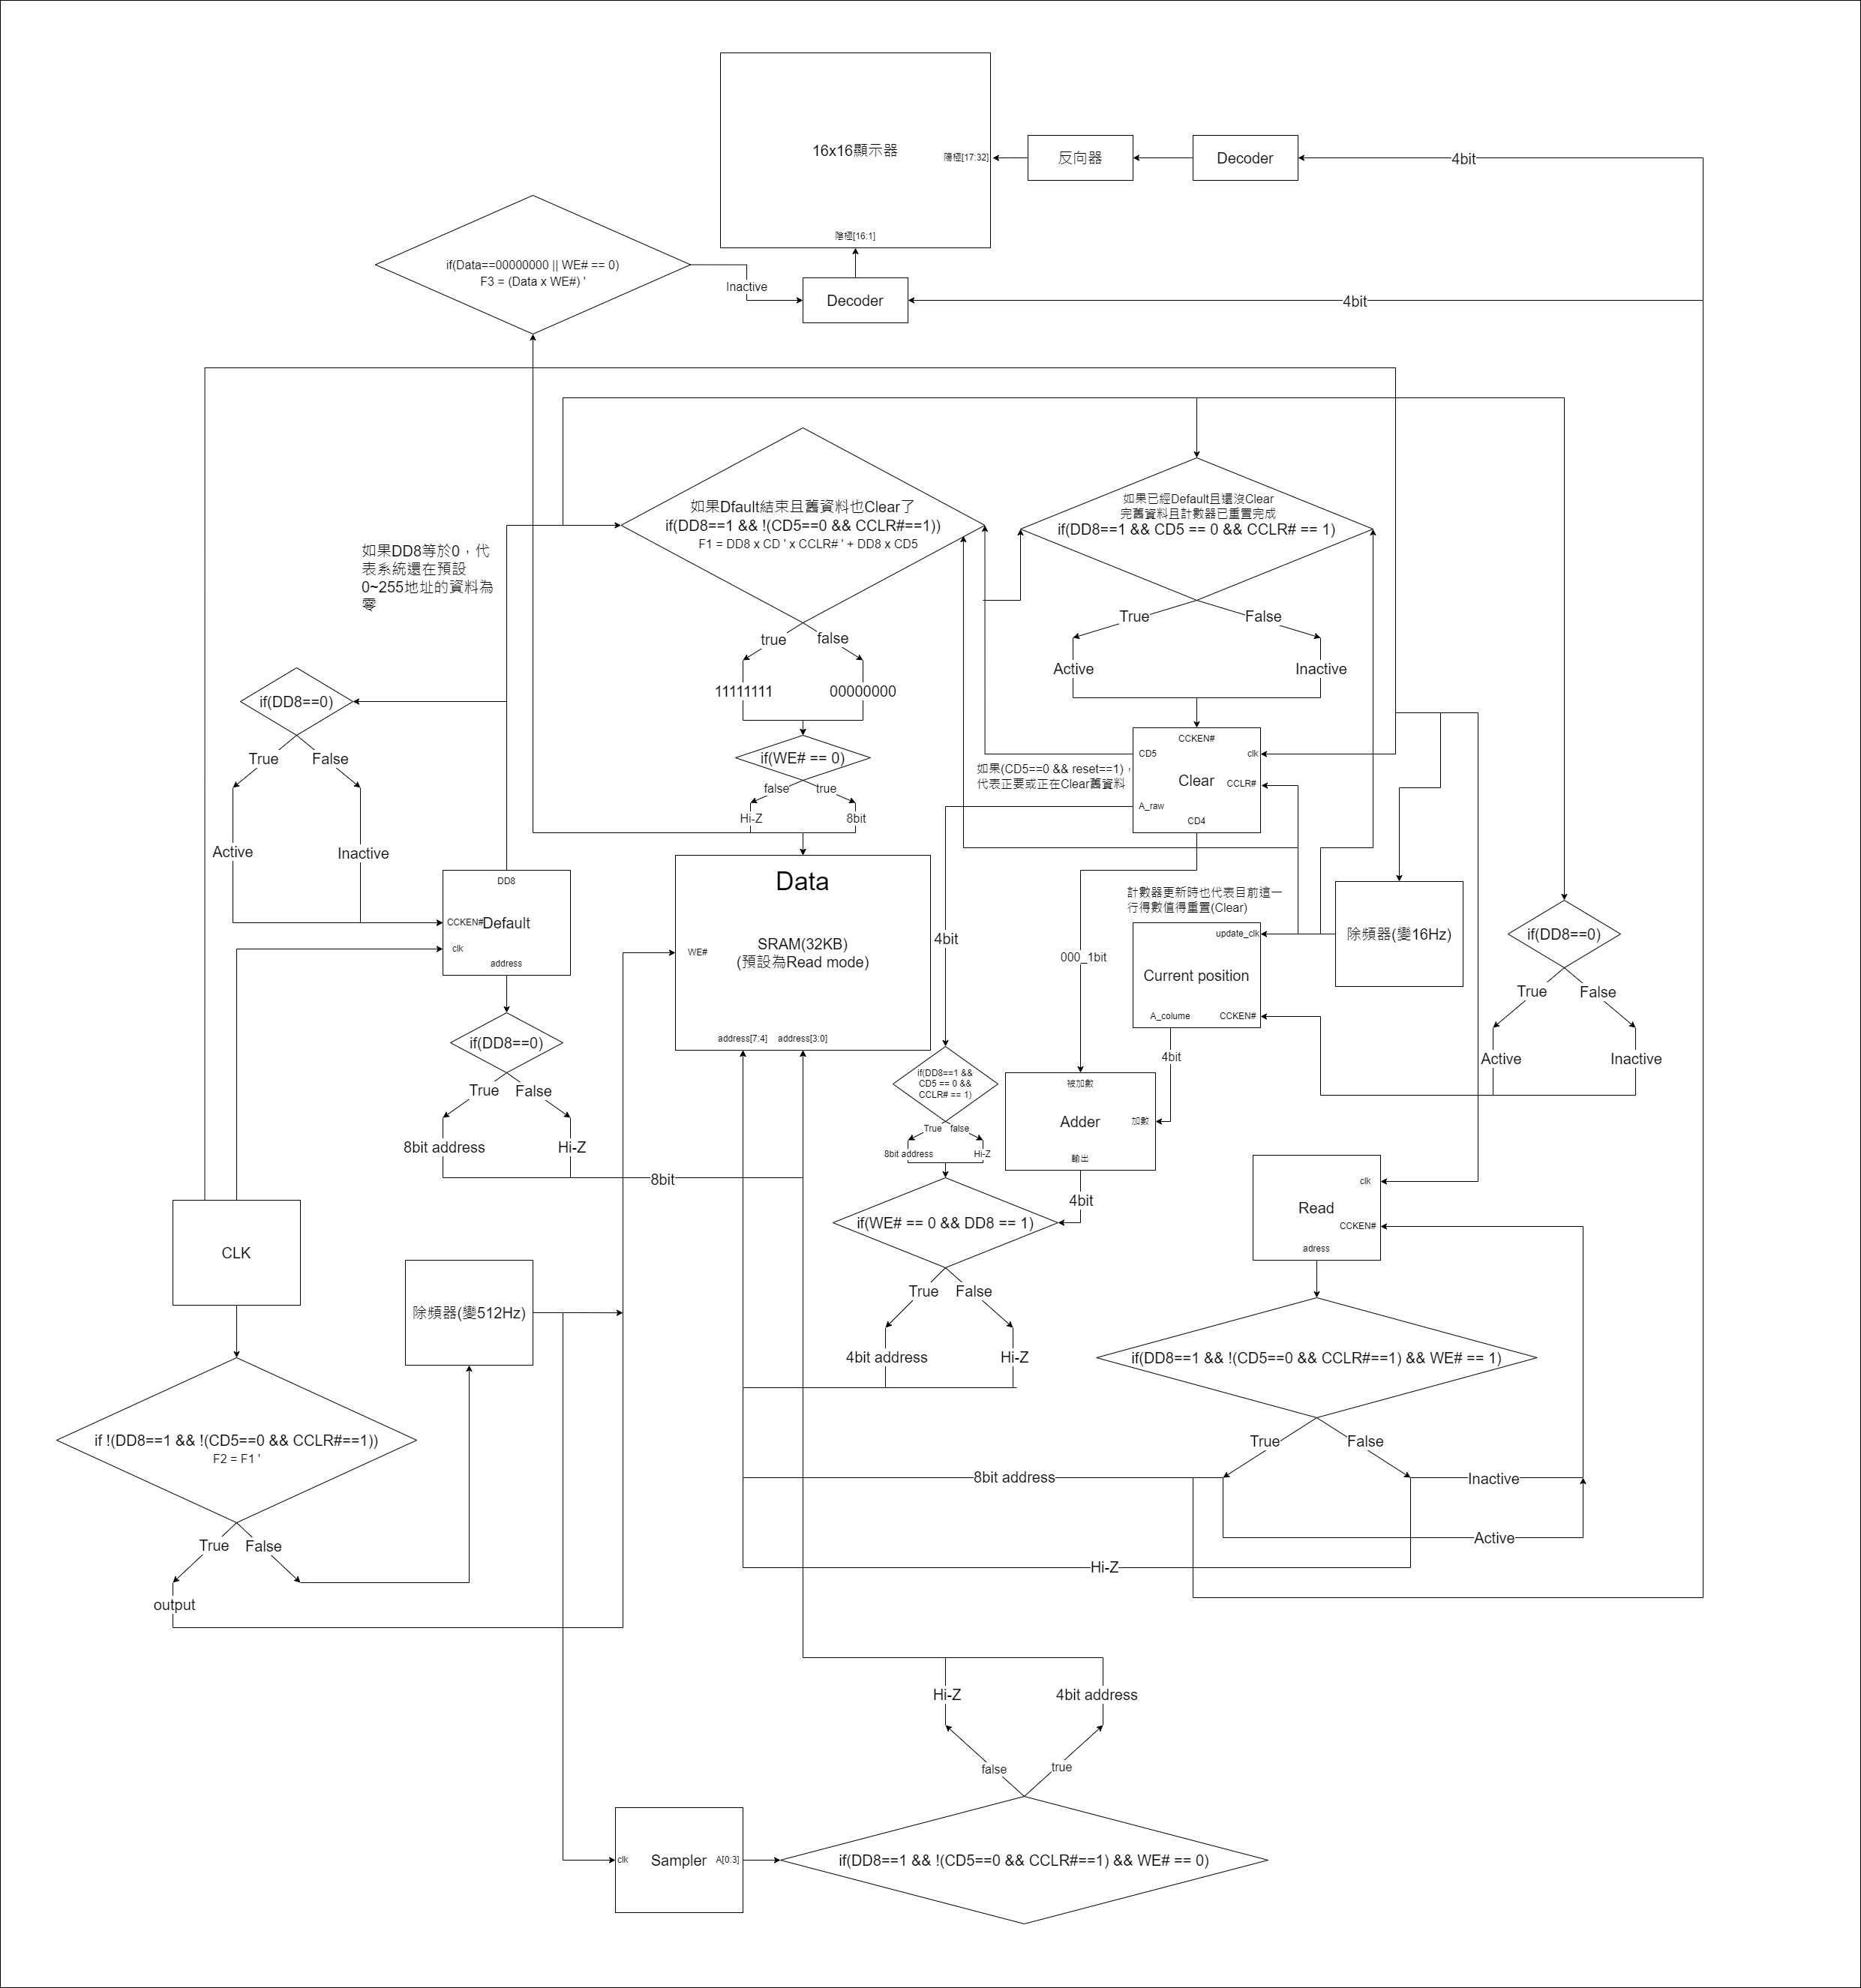 16x16顯示器
陽極[17:32]
陰極[16:1]
反向器
Decoder
4bit
if(Data==00000000 || WE# == 0)
F3 = (Data x WE#) '
Inactive
Decoder
4bit
如果Dfault結束且舊資料也Clear了
if(DD8==1 && !(CD5==0 && CCLR#==1))
F1 = DD8 x CD ' x CCLR# ' + DD8 x CD5
true
false
11111111
00000000
if(WE# == 0)
false
true
Hi-Z
8bit
如果已經Default且還沒Clear
完舊資料且計數器已重置完成
if(DD8==1 && CD5 == 0 && CCLR# == 1)
True
False
Active
Inactive
如果DD8等於0，代
表系統還在預設
0~255地址的資料為
零
if(DD8==0)
True
False
Active
Inactive
DD8
CCKEN#
Default
clk
address
if(DD8==0)
True
False
8bit address
Hi-Z
8bit
CCKEN#
CD5
clk
Clear
CCLR#
A_raw
CD4
如果(CD5==0 && reset==1)，
代表正要或正在Clear舊資料
Data
SRAM(32KB)
(預設為Read mode)
WE#
address[7:4]
address[3:0]
4bit
000_1bit
計數器更新時也代表目前這一
行得數值得重置(Clear)
update_clk
Current position
A_colume
CCKEN#
4bit
除頻器(變16Hz)
if(DD8==0)
True
False
Active
Inactive
if(DD8==1 &&
CD5 == 0 &&
CCLR# == 1)
True
false
8bit address
Hi-Z
被加數
Adder
加數
輸出
4bit
if(WE# == 0 && DD8 == 1)
True
False
4bit address
Hi-Z
clk
Read
CCKEN#
adress
if(DD8==1 && !(CD5==0 && CCLR#==1) && WE# == 1)
True
False
8bit address
Inactive
Active
Hi-Z
CLK
除頻器(變512Hz)
if !(DD8==1 && !(CD5==0 && CCLR#==1))
F2 = F1 '
True
False
output
Hi-Z
4bit address
false
true
clk
Sampler
A[0:3]
if(DD8==1 && !(CD5==0 && CCLR#==1) && WE# == 0)